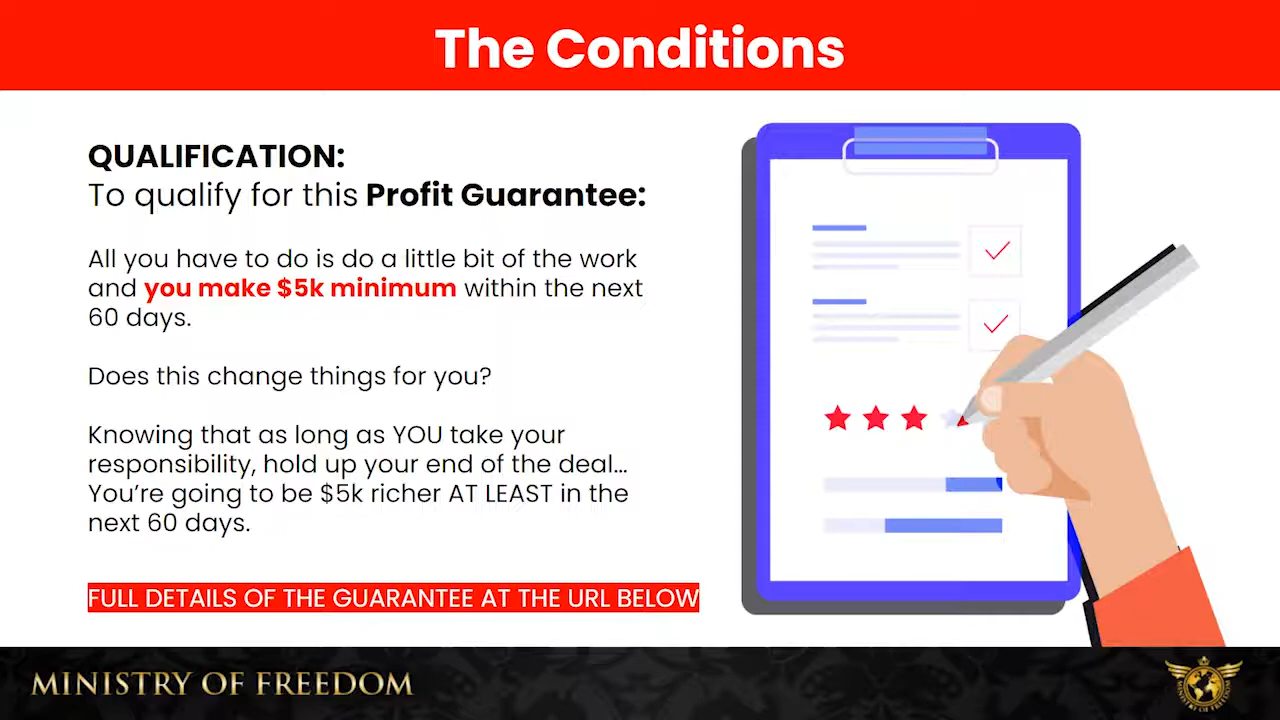 The Conditions
QUALIFICATION:
To qualify for this Profit Guarantee:
All you have to do is do a little bit of the work
and you make $5k minimum within the next
60 days.
Does this change things for you?
Knowing that as long as YOU take your
responsibility, hold up your end of the deal...
You’re going to be $5k richer AT LEAST in the
next 60 days.
FULL DETAILS OF THE GUARANTEE AT THE URL BELOW
MINISTRY OF FREEDOM
MINISTRY OF FREEDOM